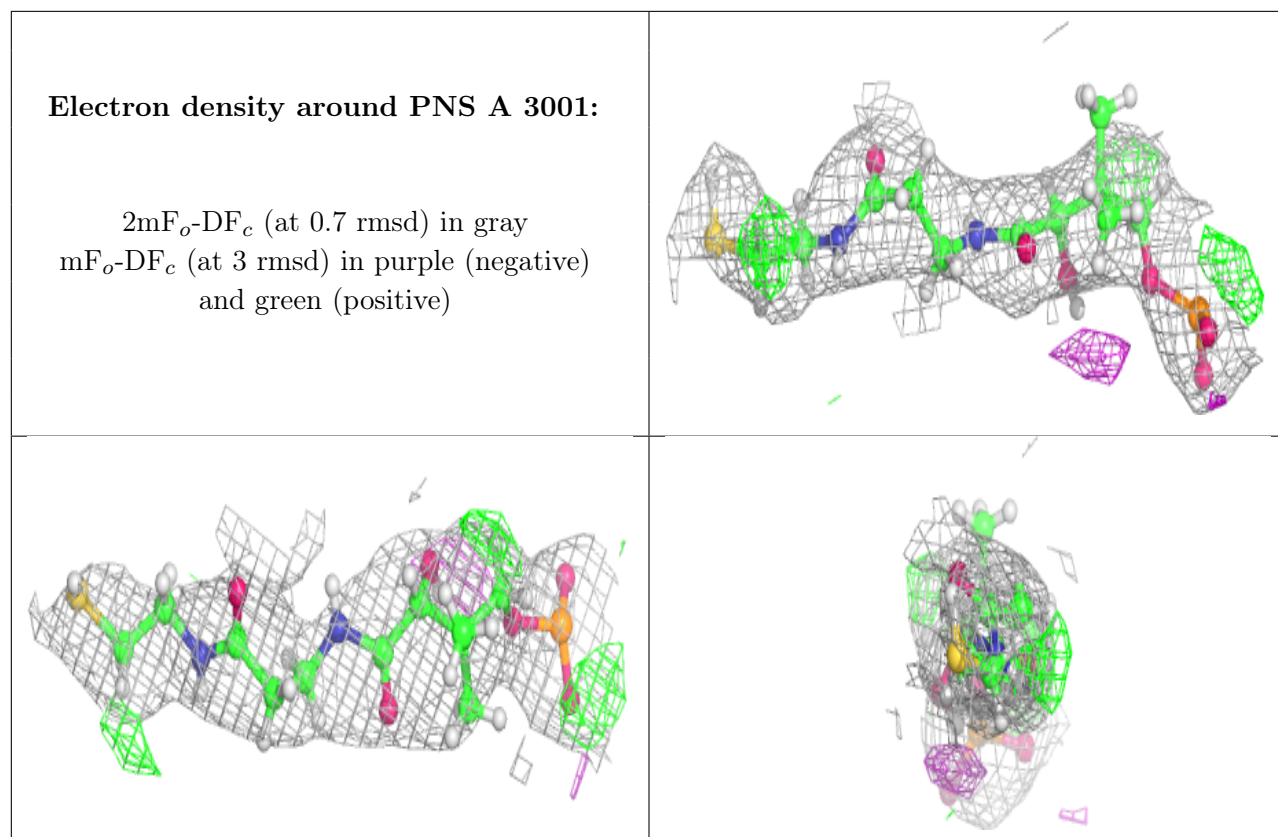 Electron density around PNS A 3001:
2mFo-DFc (at 0.7 rmsd) in gray
mFo-DFc (at 3 rmsd) in purple (negative)
and green (positive)